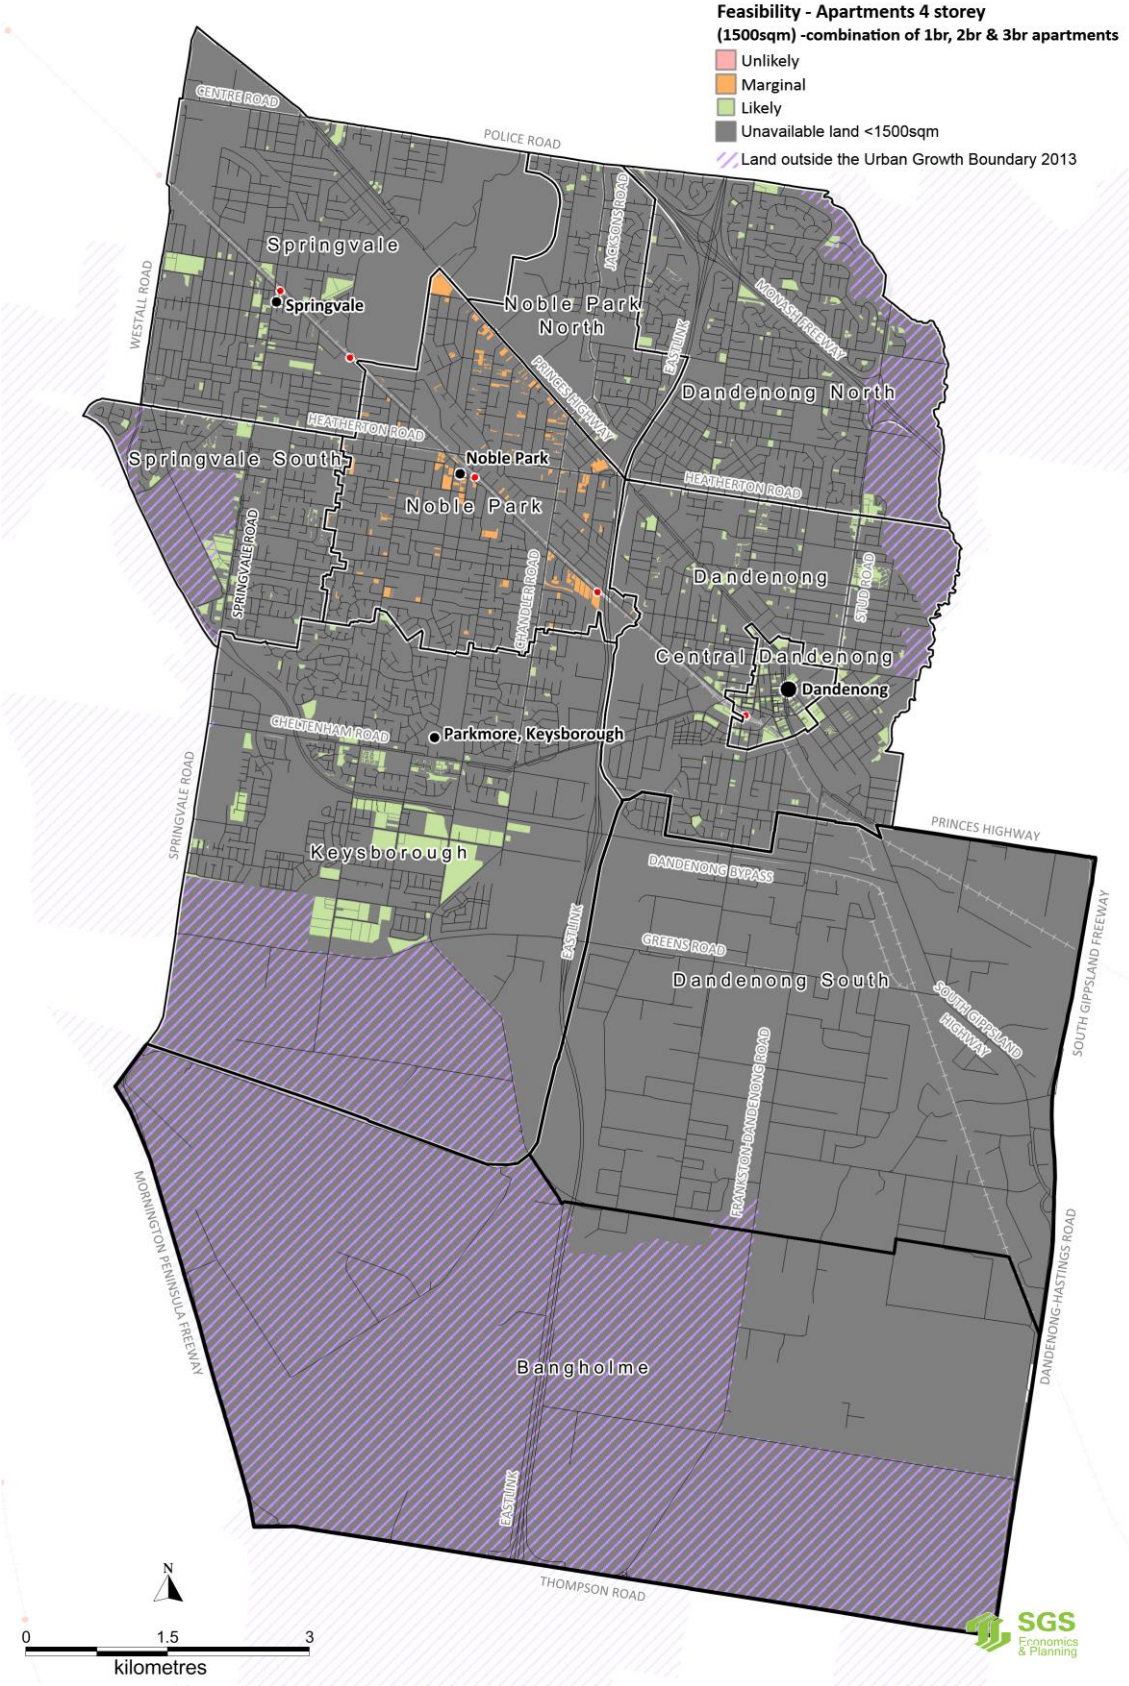 Feasibility - Apartments 4 storey
(1500sqm) -combination of 1br, 2br & 3br apartments
Unlikely
Marginal
Likely
Unavailable land <1500sqm
Land outside the Urban Growth Boundary 2013
CENTRE ROAD
POLICE ROAD
JACKSONS ROAD
Springvale
WESTALL ROAD
Springvale
MONASH FREEWAY
Noble Park
North
EASTLINK
PRINCES HIGHWAY
Dandenong North
HEATHERTON ROAD
Springvale South
Noble Park
HEATHERTON ROAD
Noble Park
SPRINGVALE ROAD
CHANDLER ROAD
Dandenong
STUD ROAD
Central Dandenong
Dandenong
CHELTENHAM ROAD
Parkmore, Keysborough
SPRINGVALE ROAD
PRINCES HIGHWAY
Keysborough
DANDENONG BYPASS
EASTLINK
GREENS ROAD
Dandenong South
SOUTH GIPPSLAND FREEWAY
SOUTH GIPPSLAND
HIGHWAY
FRANKSTON-DANDENONG ROAD
MORNINGTON PENINSULA FREEWAY
DANDENONG-HASTINGS ROAD
Bangholme
EASTLINK
THOMPSON ROAD
N
0 1.5 3
kilometres
SGS
Economics
& Planning